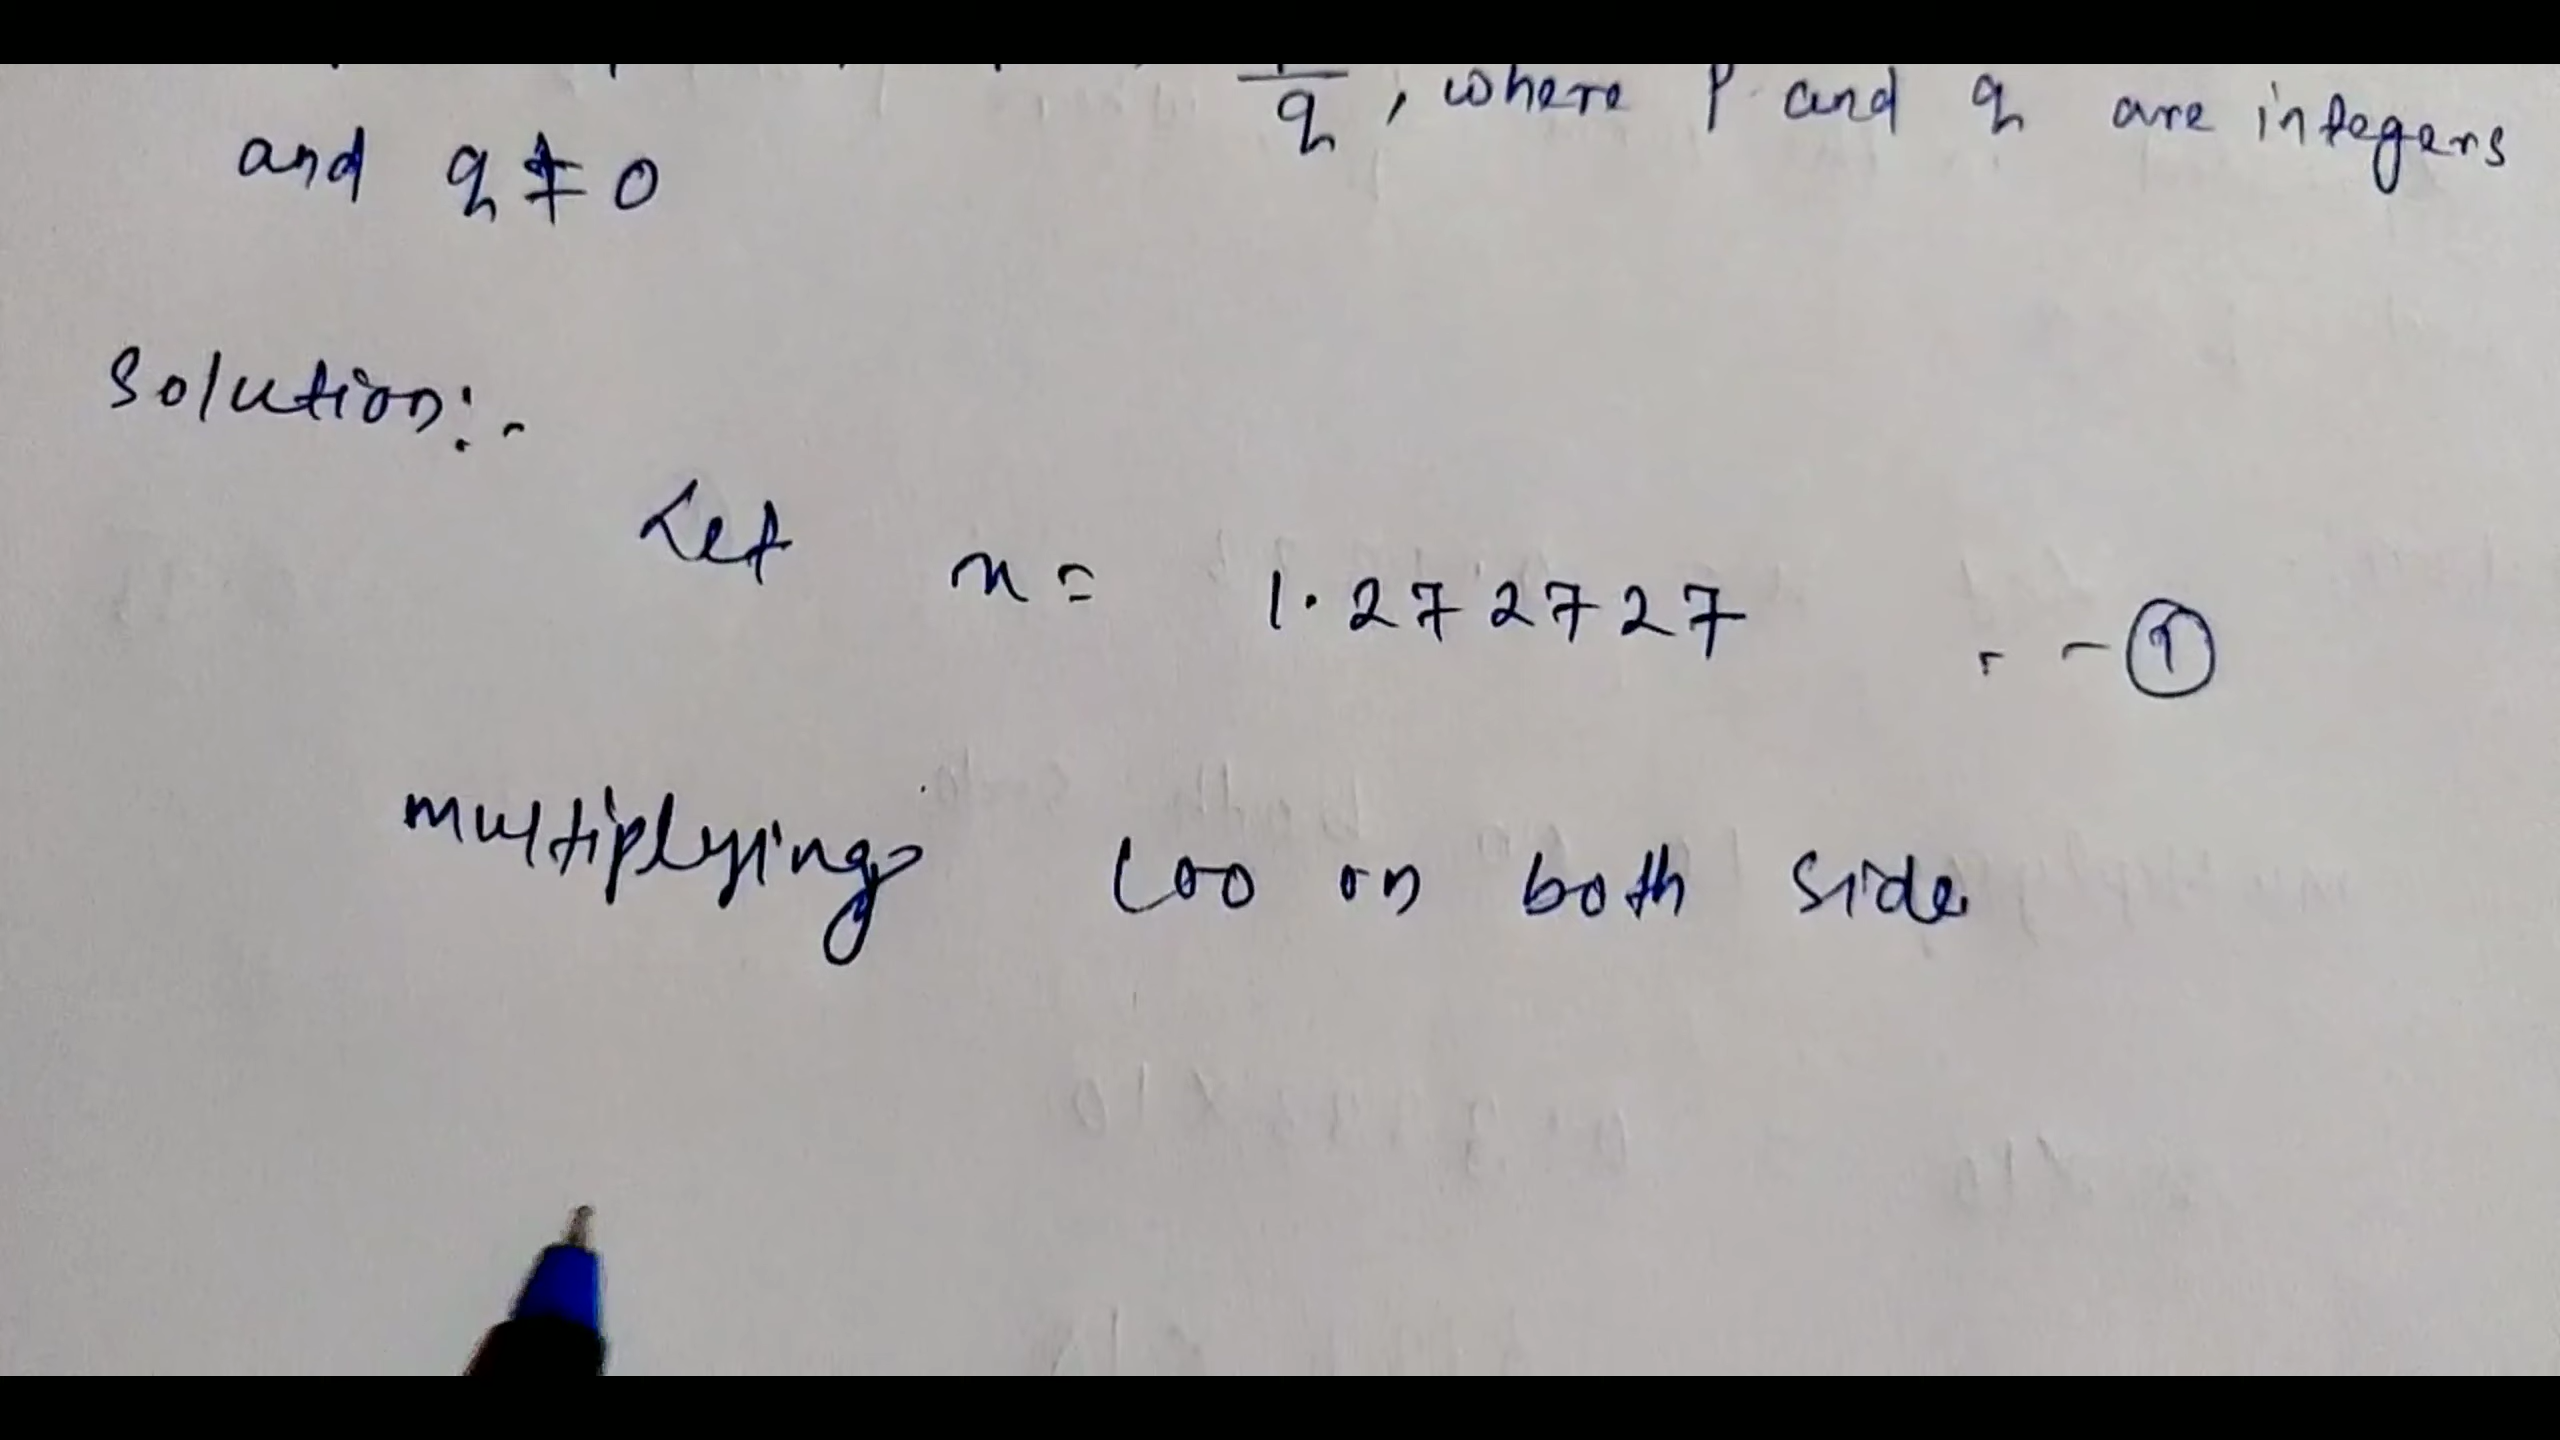 q, where P and q are integers
and q ≠ 0
Solution:-
Let x = 1.272727 . - ①
multiplying 100 on both side